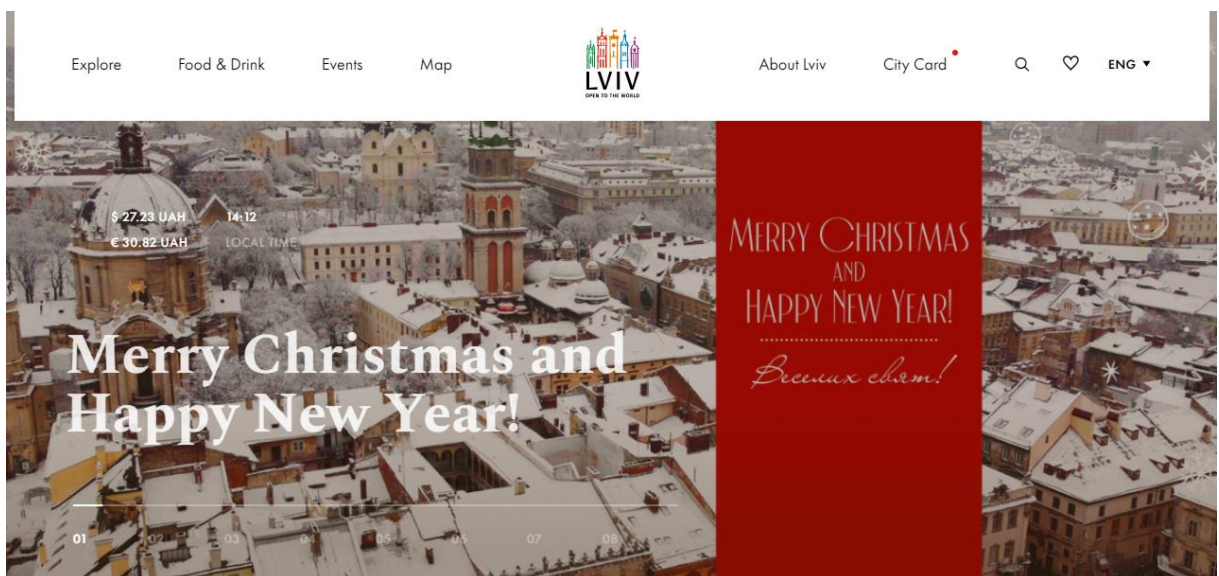 Explore Food & Drink Events Map
LVIV
OPEN TO THE WORLD
About Lviv City Card ENG ▼
$ 27.23 UAH 14:12
€ 30.82 UAH LOCAL TIME
Merry Christmas and
Happy New Year!
01 02 03 04 05 06 07 08
MERRY CHRISTMAS
AND
HAPPY NEW YEAR!
Веселих свят!